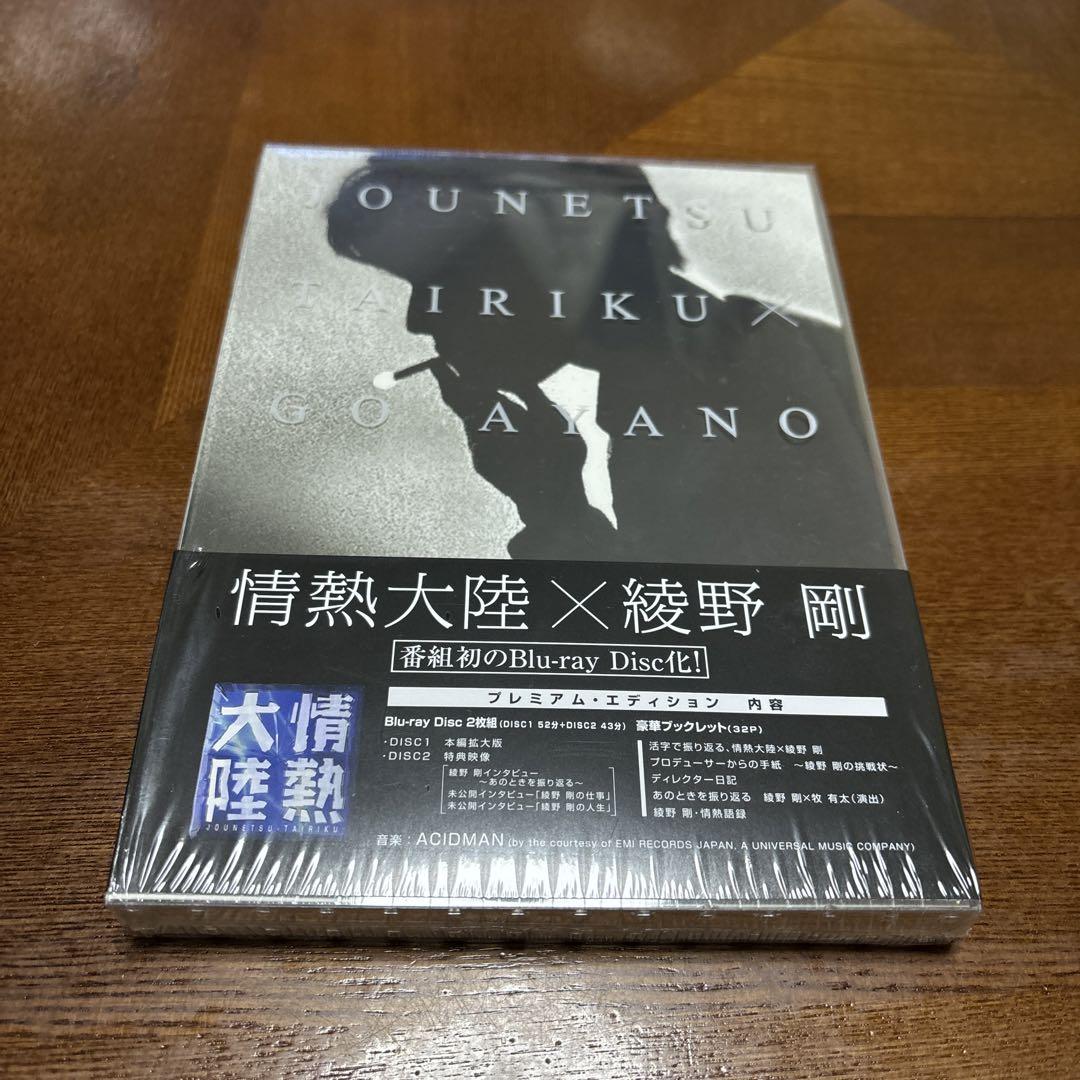 JOUNETSU
TAIRIKU×
GO AYANO
情熱大陸×綾野 剛
番組初のBlu-ray Disc化!
プレミアム・エディション 内容
Blu-ray Disc 2枚組(DISC1 52分+DISC2 43分)
・DISC1 本編拡大版
・DISC2 特典映像
綾野 剛インタビュー
～あのときを振り返る～
未公開インタビュー「綾野 剛の仕事」
未公開インタビュー「綾野 剛の人生」
豪華ブックレット(32P)
活字で振り返る、情熱大陸×綾野 剛
プロデューサーからの手紙 ～綾野 剛の挑戦状～
ディレクター日記
あのときを振り返る 綾野 剛×牧 有太(演出)
綾野 剛・情熱語録
音楽：ACIDMAN (by the courtesy of EMI RECORDS JAPAN, A UNIVERSAL MUSIC COMPANY)
情熱
大陸
JOUNETSU-TAIRIKU